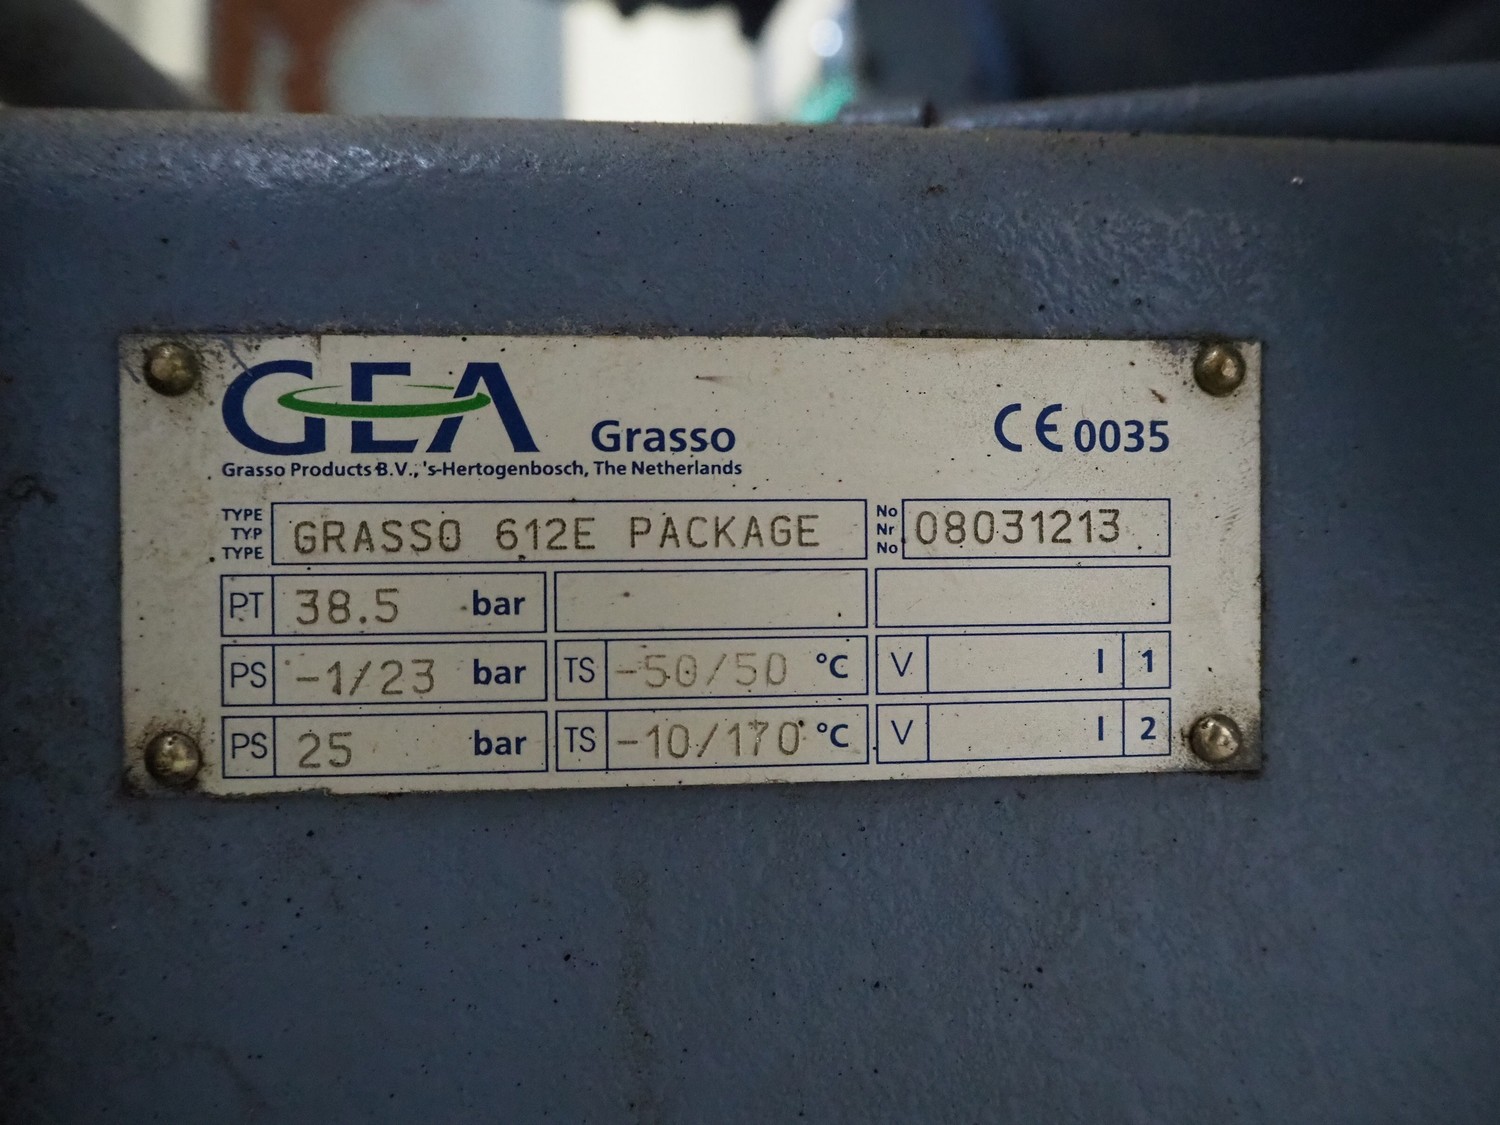 GEA Grasso
CE 0035
Grasso Products B.V., 's-Hertogenbosch, The Netherlands
TYPE
TYP
TYPE
GRASSO 612E PACKAGE
No
Nr
No
08031213
PT 38.5 bar
PS -1/23 bar TS -50/50 °C V l 1
PS 25 bar TS -10/170 °C V l 2